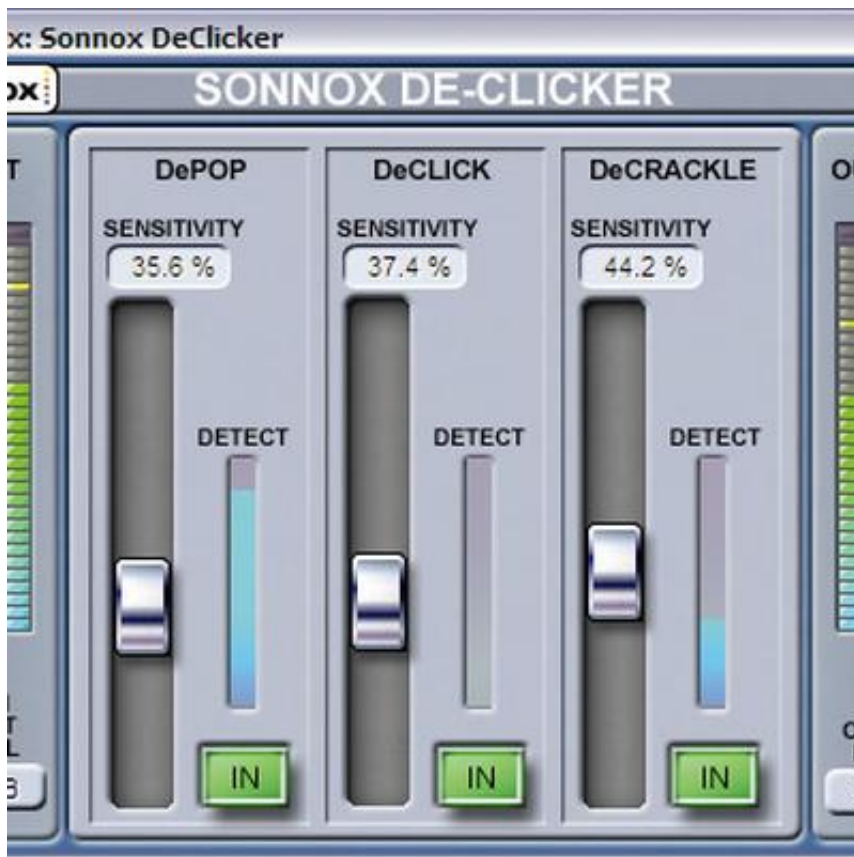 x: Sonnox DeClicker
ox
SONNOX DE-CLICKER
DePOP
DeCLICK
DeCRACKLE
SENSITIVITY
SENSITIVITY
SENSITIVITY
35.6 %
37.4 %
44.2 %
DETECT
DETECT
DETECT
IN
IN
IN